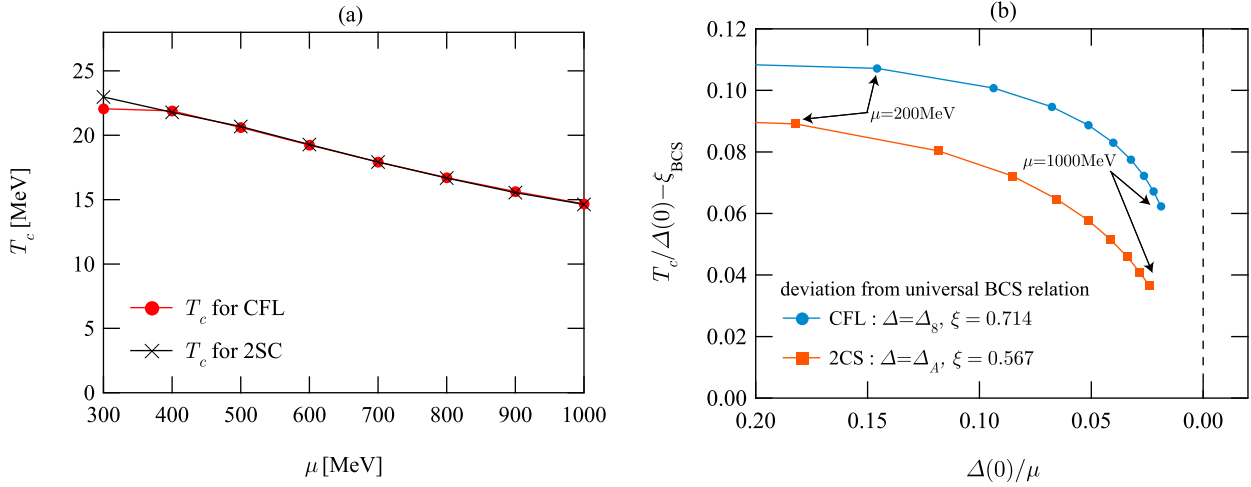 (a)
25
20
15
10
5
0
T_c [MeV]
T_c for CFL
T_c for 2SC
300 400 500 600 700 800 900 1000
μ [MeV]
(b)
0.12
0.10
0.08
0.06
0.04
0.02
0.00
T_c/Δ(0)−ξ_BCS
μ=200MeV
μ=1000MeV
deviation from universal BCS relation
CFL : Δ=Δ_8, ξ = 0.714
2CS : Δ=Δ_A, ξ = 0.567
0.20 0.15 0.10 0.05 0.00
Δ(0)/μ